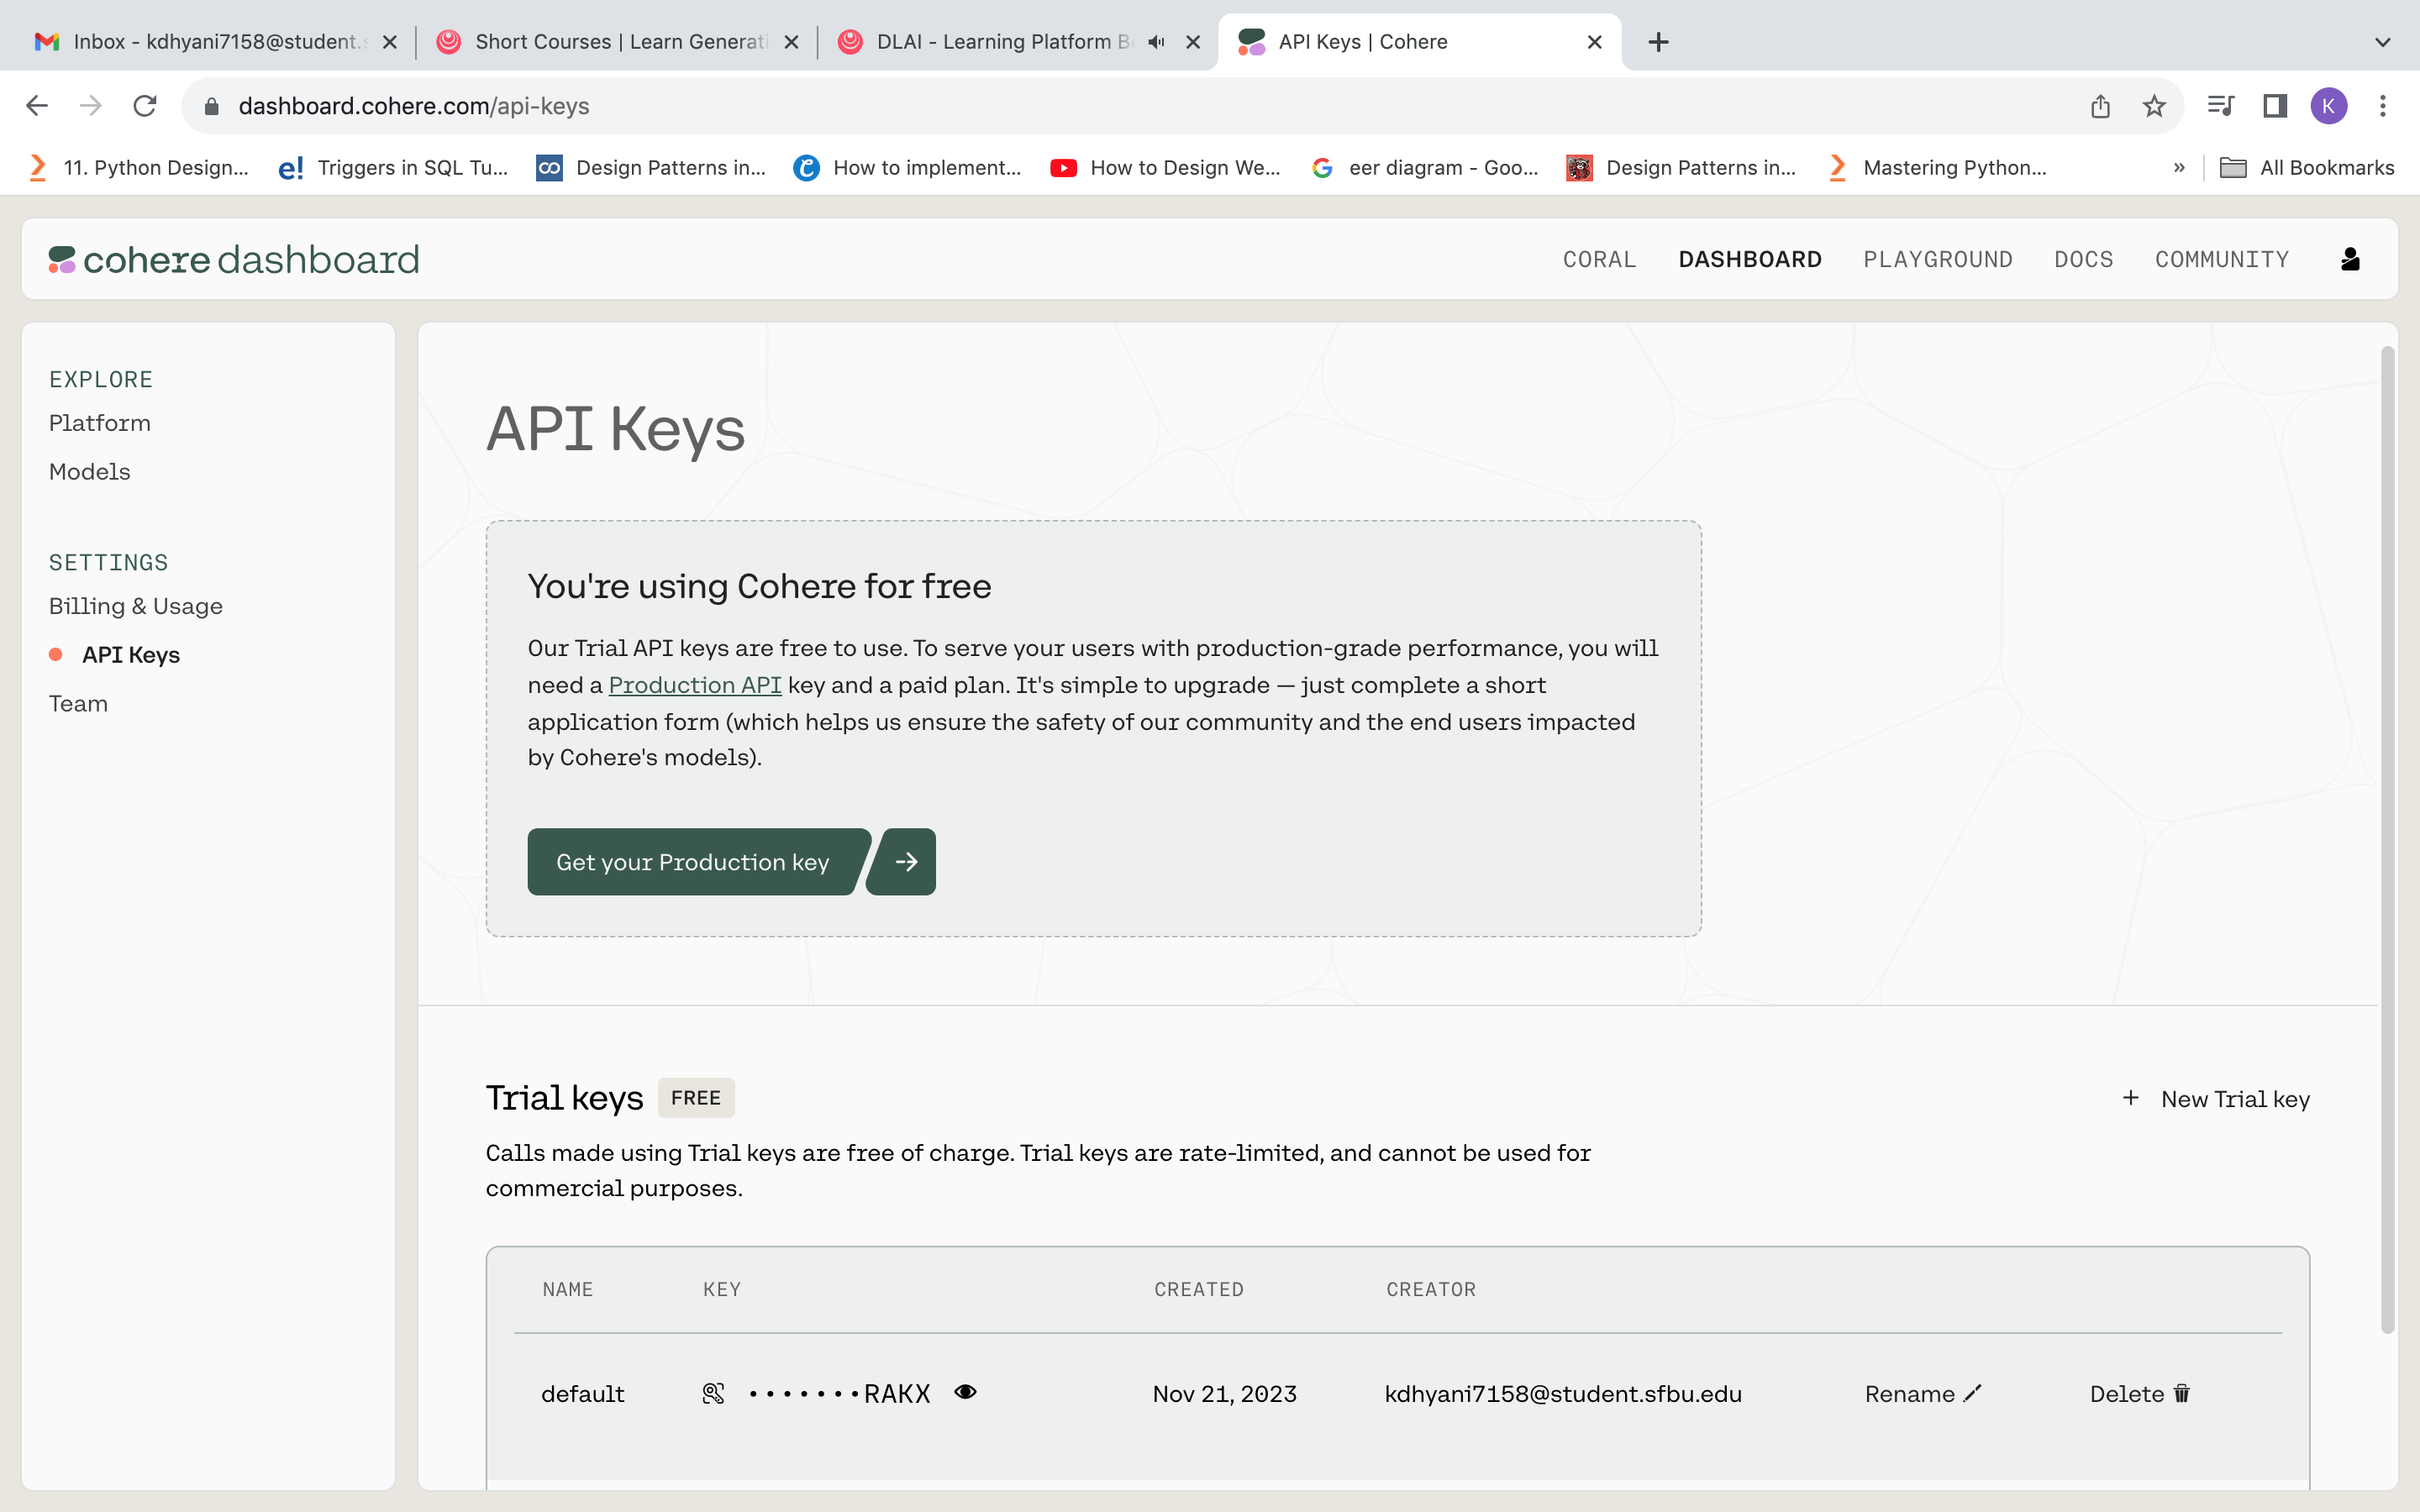 Inbox - kdhyani7158@student.s
Short Courses | Learn Generati
DLAI - Learning Platform Be
API Keys | Cohere
dashboard.cohere.com/api-keys
K
11. Python Design...
e!
Triggers in SQL Tu...
Design Patterns in...
How to implement...
How to Design We...
eer diagram - Goo...
Design Patterns in...
Mastering Python...
»
All Bookmarks
cohere dashboard
CORAL
DASHBOARD
PLAYGROUND
DOCS
COMMUNITY
EXPLORE
Platform
Models
SETTINGS
Billing & Usage
API Keys
Team
API Keys
You're using Cohere for free
Our Trial API keys are free to use. To serve your users with production-grade performance, you will
need a Production API key and a paid plan. It's simple to upgrade — just complete a short
application form (which helps us ensure the safety of our community and the end users impacted
by Cohere's models).
Get your Production key
Trial keys FREE
+ New Trial key
Calls made using Trial keys are free of charge. Trial keys are rate-limited, and cannot be used for
commercial purposes.
NAME KEY CREATED CREATOR
default •••••••RAKX Nov 21, 2023 kdhyani7158@student.sfbu.edu Rename Delete